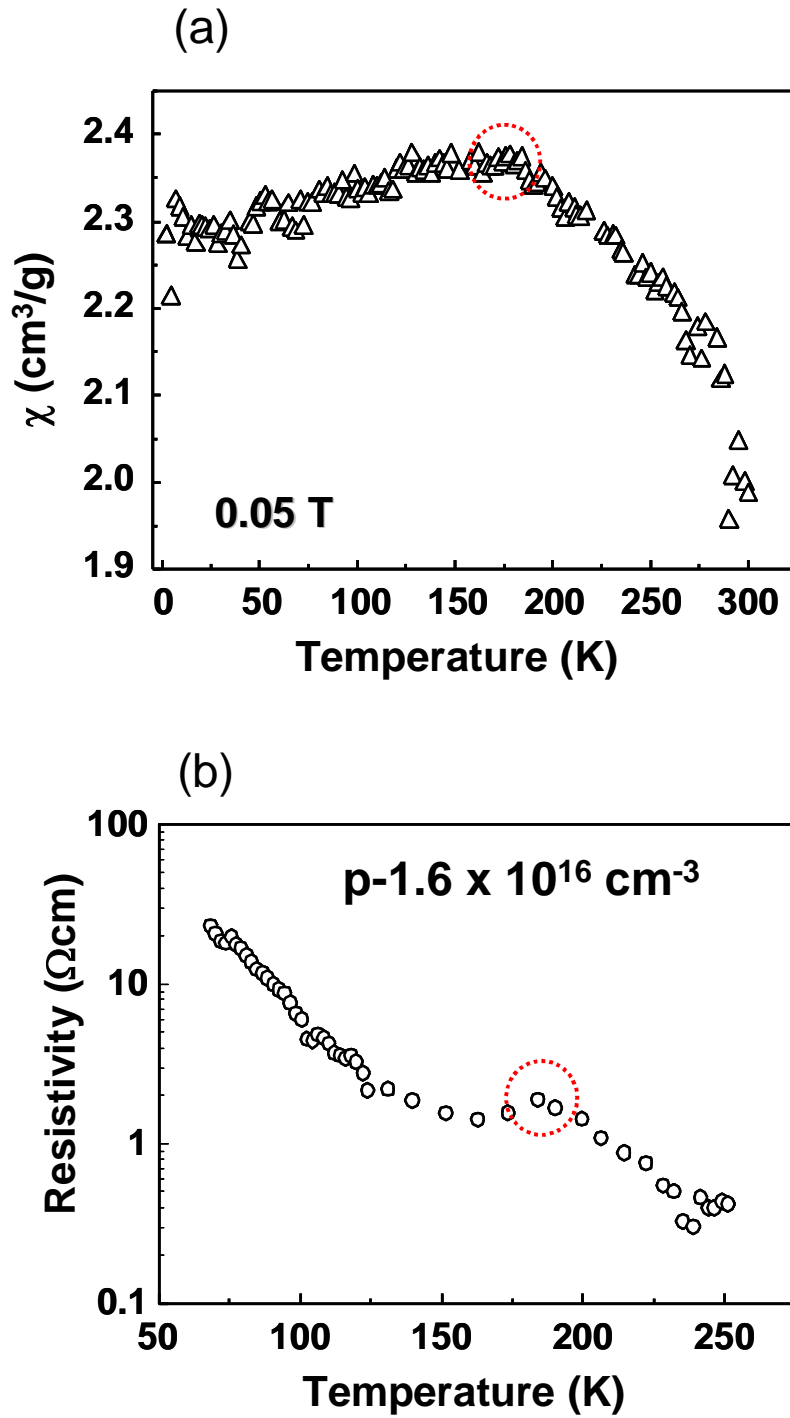 (a)
χ (cm³/g)
2.4
2.3
2.2
2.1
2.0
1.9
0.05 T
0 50 100 150 200 250 300
Temperature (K)
(b)
Resistivity (Ωcm)
100
10
1
0.1
p-1.6 x 10¹⁶ cm⁻³
50 100 150 200 250
Temperature (K)